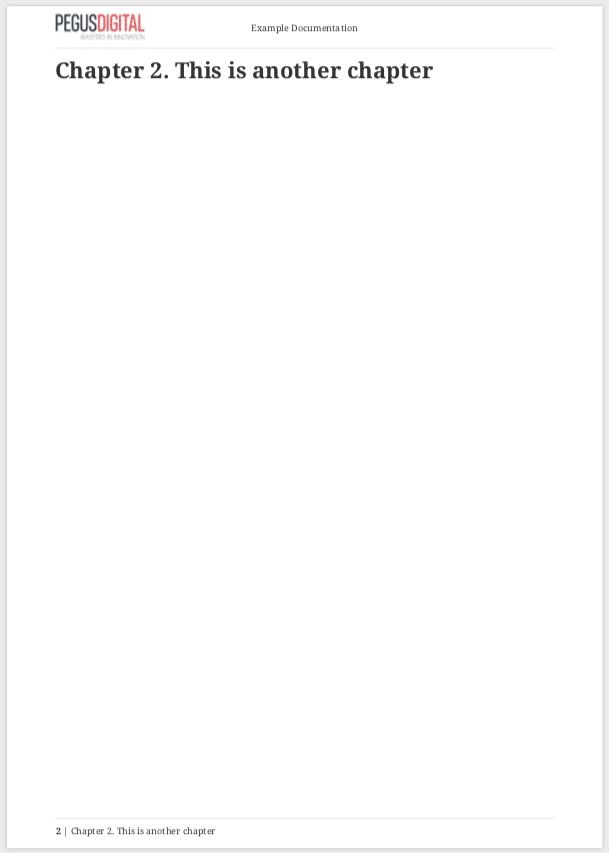 PEGUSDIGITAL
MASTERS IN INNOVATION
Example Documentation
Chapter 2. This is another chapter
2 | Chapter 2. This is another chapter